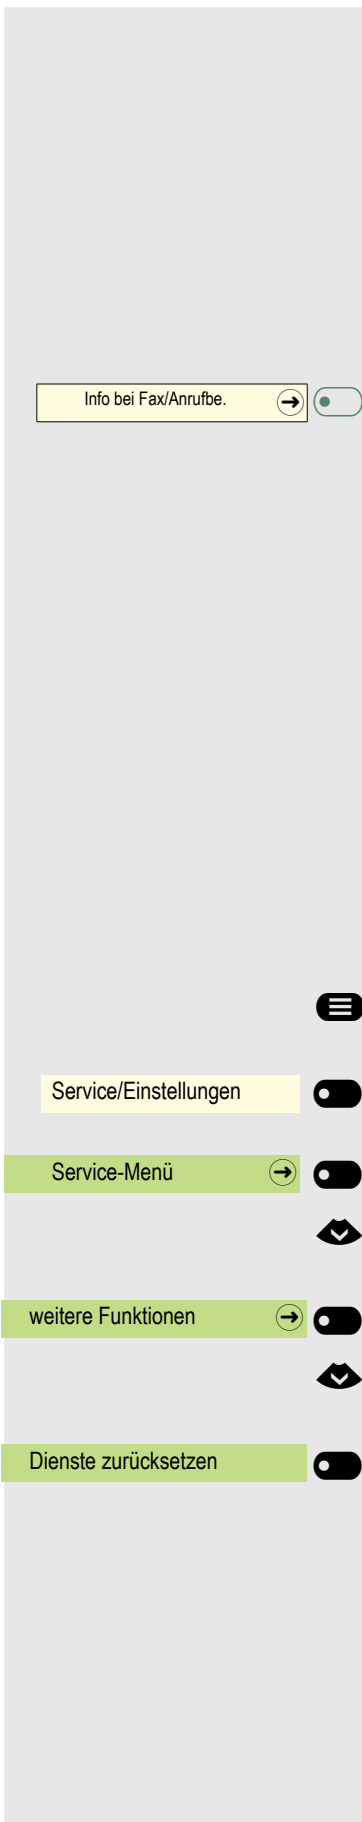 Info bei Fax/Anrufbe.
Service/Einstellungen
Service-Menü
weitere Funktionen
Dienste zurücksetzen